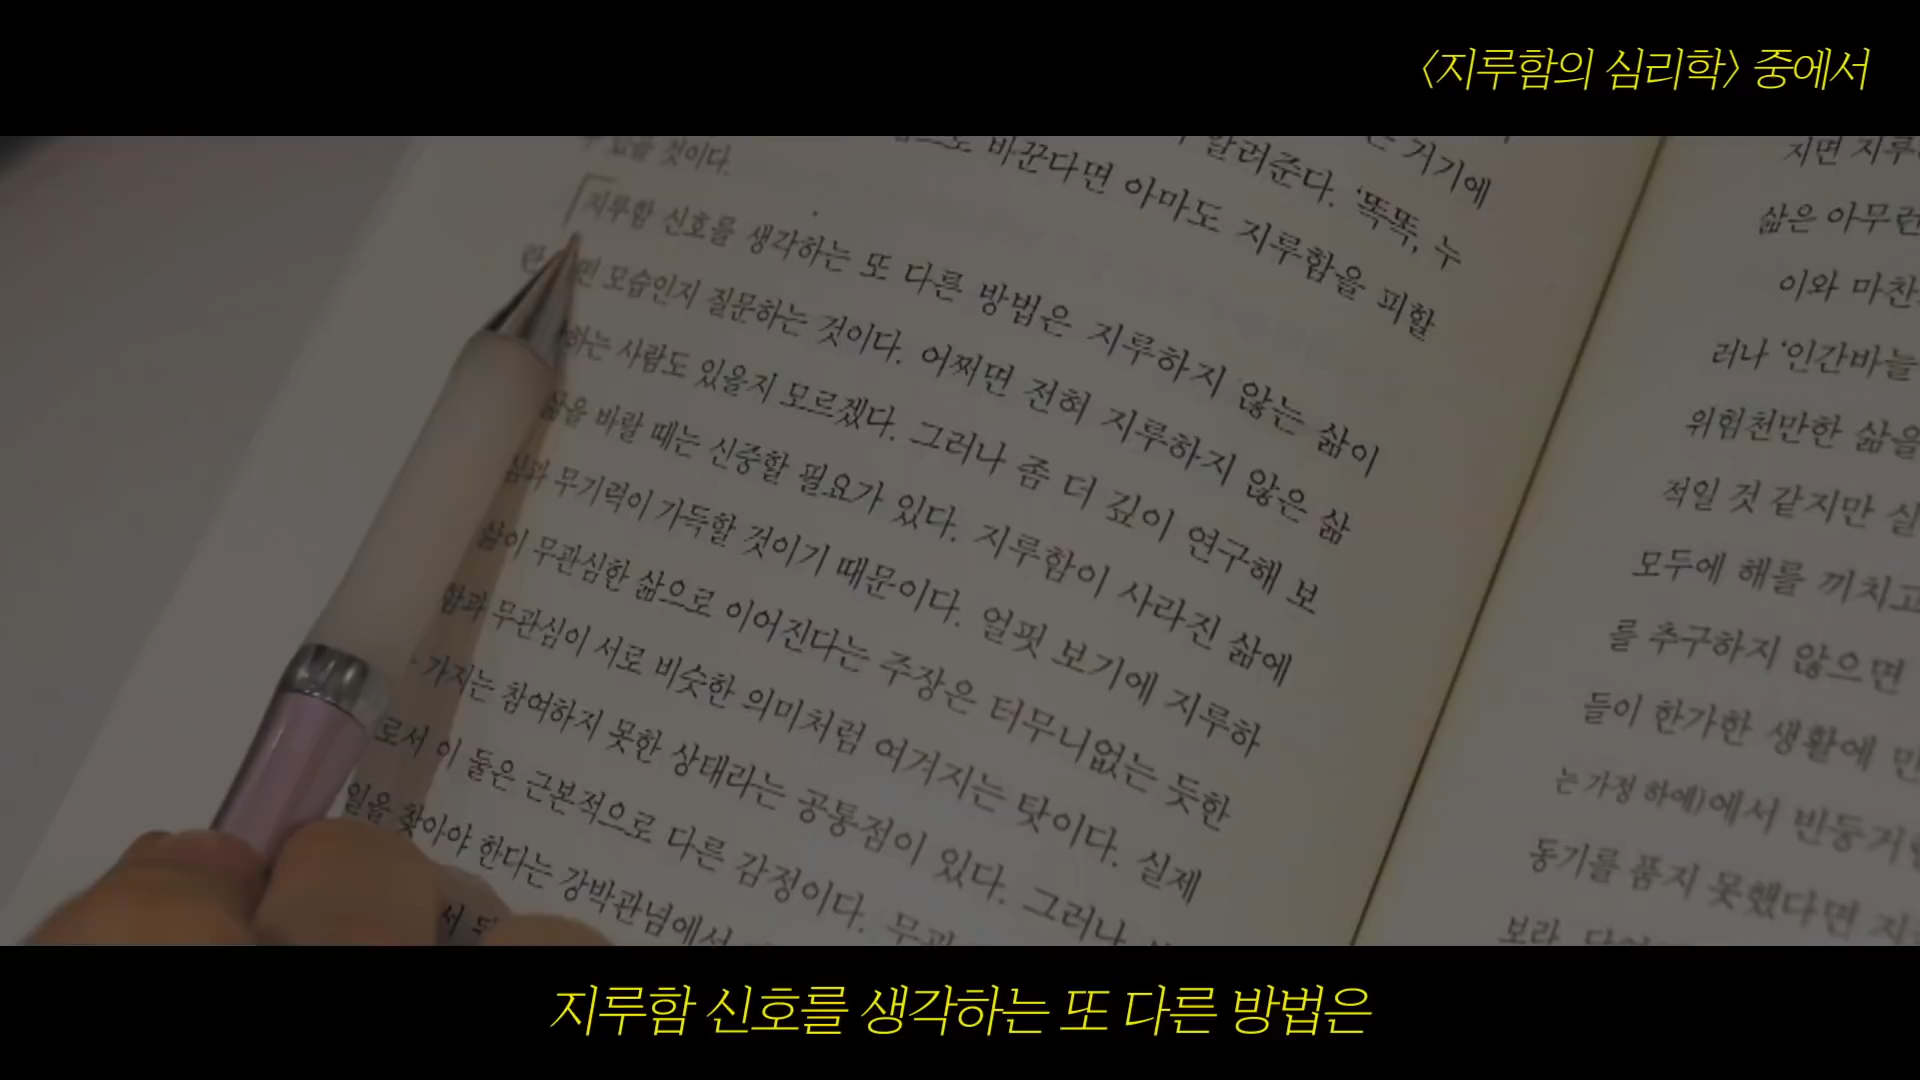 <지루함의 심리학> 중에서
는 거기에
알려준다. '똑똑, 누
바꾼다면 아마도 지루함을 피할
것이다.
지루함 신호를 생각하는 또 다른 방법은 지루하지 않는 삶이
모습인지 질문하는 것이다. 어쩌면 전혀 지루하지 않은 삶
하는 사람도 있을지 모르겠다. 그러나 좀 더 깊이 연구해 보
삶을 바랄 때는 신중할 필요가 있다. 지루함이 사라진 삶에
무기력이 가득할 것이기 때문이다. 얼핏 보기에 지루하
삶이 무관심한 삶으로 이어진다는 주장은 터무니없는 듯한
함과 무관심이 서로 비슷한 의미처럼 여겨지는 탓이다. 실제
가지는 참여하지 못한 상태라는 공통점이 있다. 그러나
로서 이 둘은 근본적으로 다른 감정이다.
일을 찾아야 한다는 강박관념에서
지면 지루
삶은 아무런
이와 마찬
러나 '인간바늘
위험천만한 삶을
적일 것 같지만 실
모두에 해를 끼치고
를 추구하지 않으면
들이 한가한 생활에 만
는 가정 하에)에서 반둥거
동기를 품지 못했다면 지
보라.
지루함 신호를 생각하는 또 다른 방법은